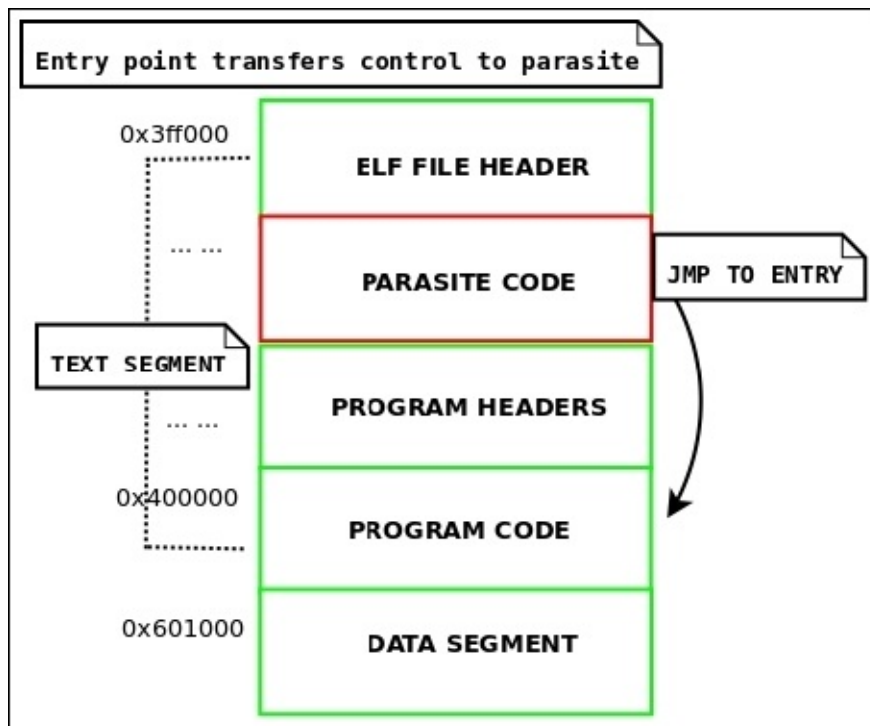 Entry point transfers control to parasite
0x3ff000
ELF FILE HEADER
... ...
PARASITE CODE
JMP TO ENTRY
TEXT SEGMENT
PROGRAM HEADERS
... ...
0x400000
PROGRAM CODE
0x601000
DATA SEGMENT